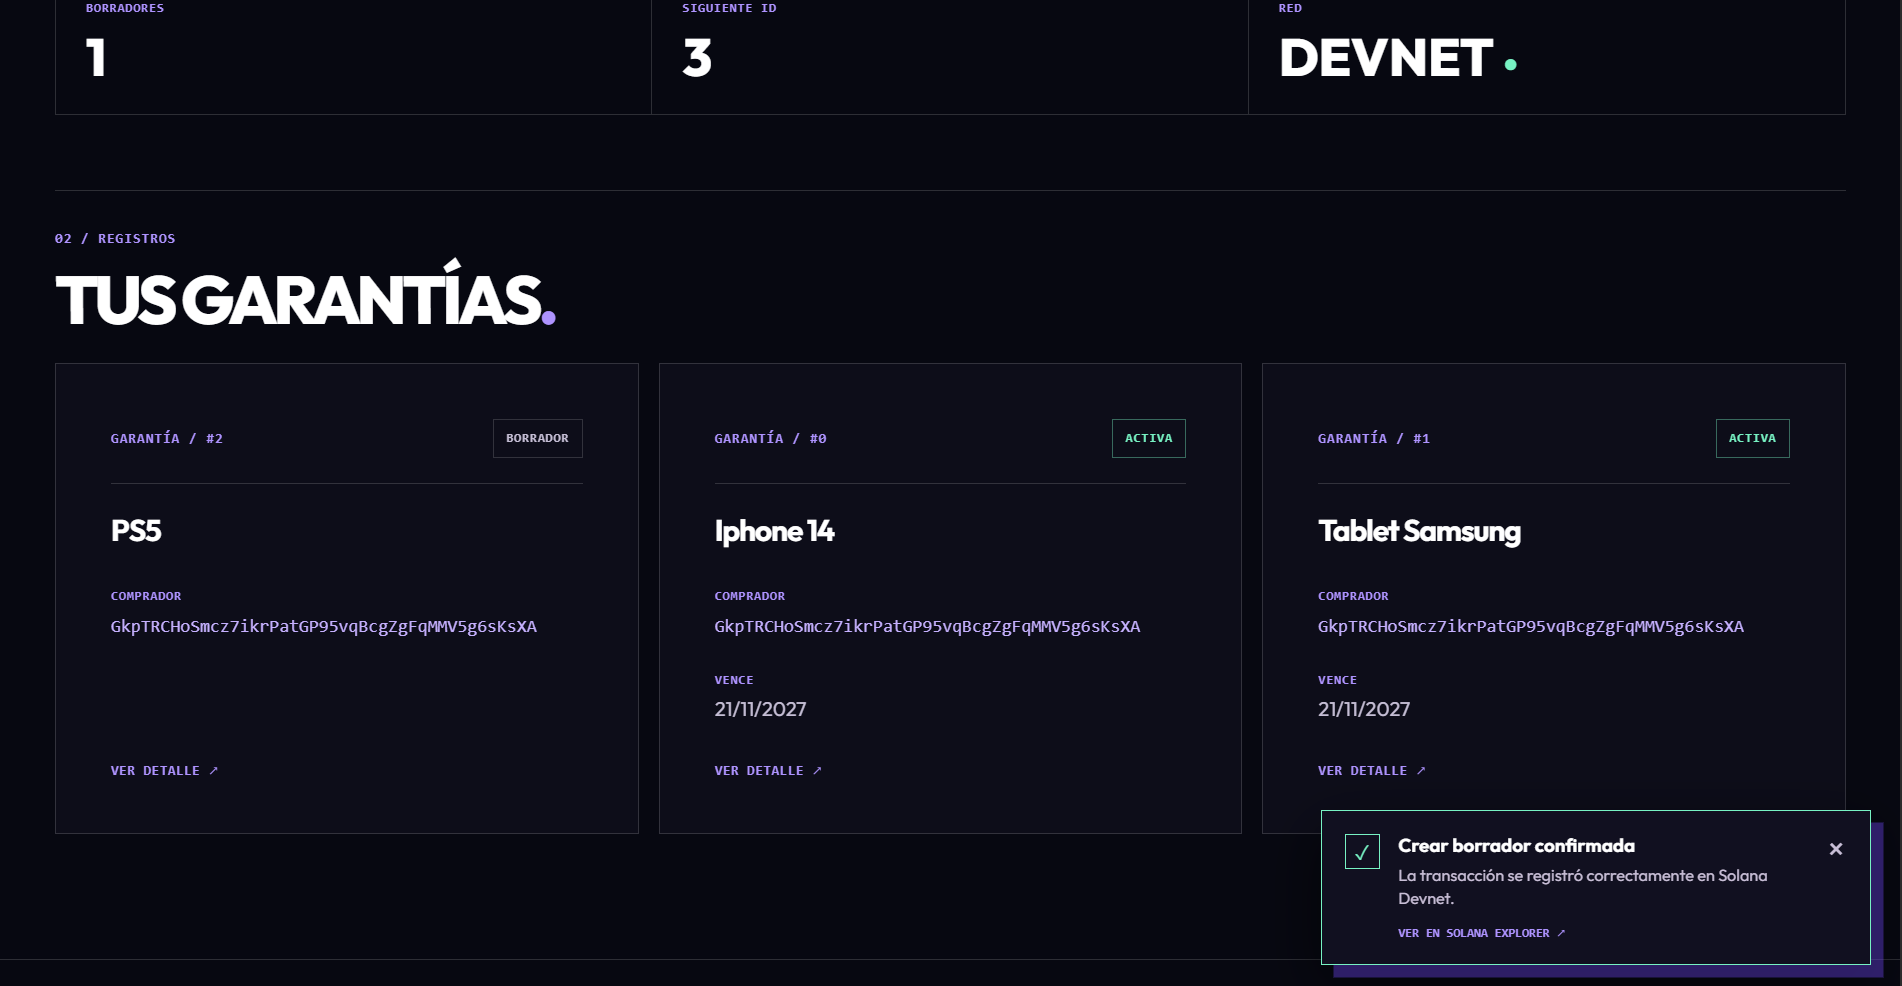 BORRADORES
1
SIGUIENTE ID
3
RED
DEVNET
02 / REGISTROS
TUS GARANTÍAS.
GARANTÍA / #2
BORRADOR
PS5
COMPRADOR
GkpTRCHoSmcz7ikrPatGP95vqBcgZgFqMMV5g6sKsXA
VER DETALLE ↗
GARANTÍA / #0
ACTIVA
Iphone 14
COMPRADOR
GkpTRCHoSmcz7ikrPatGP95vqBcgZgFqMMV5g6sKsXA
VENCE
21/11/2027
VER DETALLE ↗
GARANTÍA / #1
ACTIVA
Tablet Samsung
COMPRADOR
GkpTRCHoSmcz7ikrPatGP95vqBcgZgFqMMV5g6sKsXA
VENCE
21/11/2027
VER DETALLE ↗
✓
Crear borrador confirmada
×
La transacción se registró correctamente en Solana
Devnet.
VER EN SOLANA EXPLORER ↗